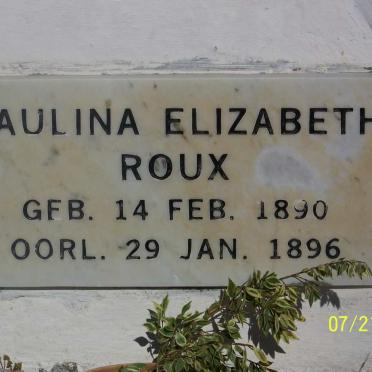 AULINA ELIZABETH
ROUX
GEB. 14 FEB. 1890
OORL. 29 JAN. 1896
07/2